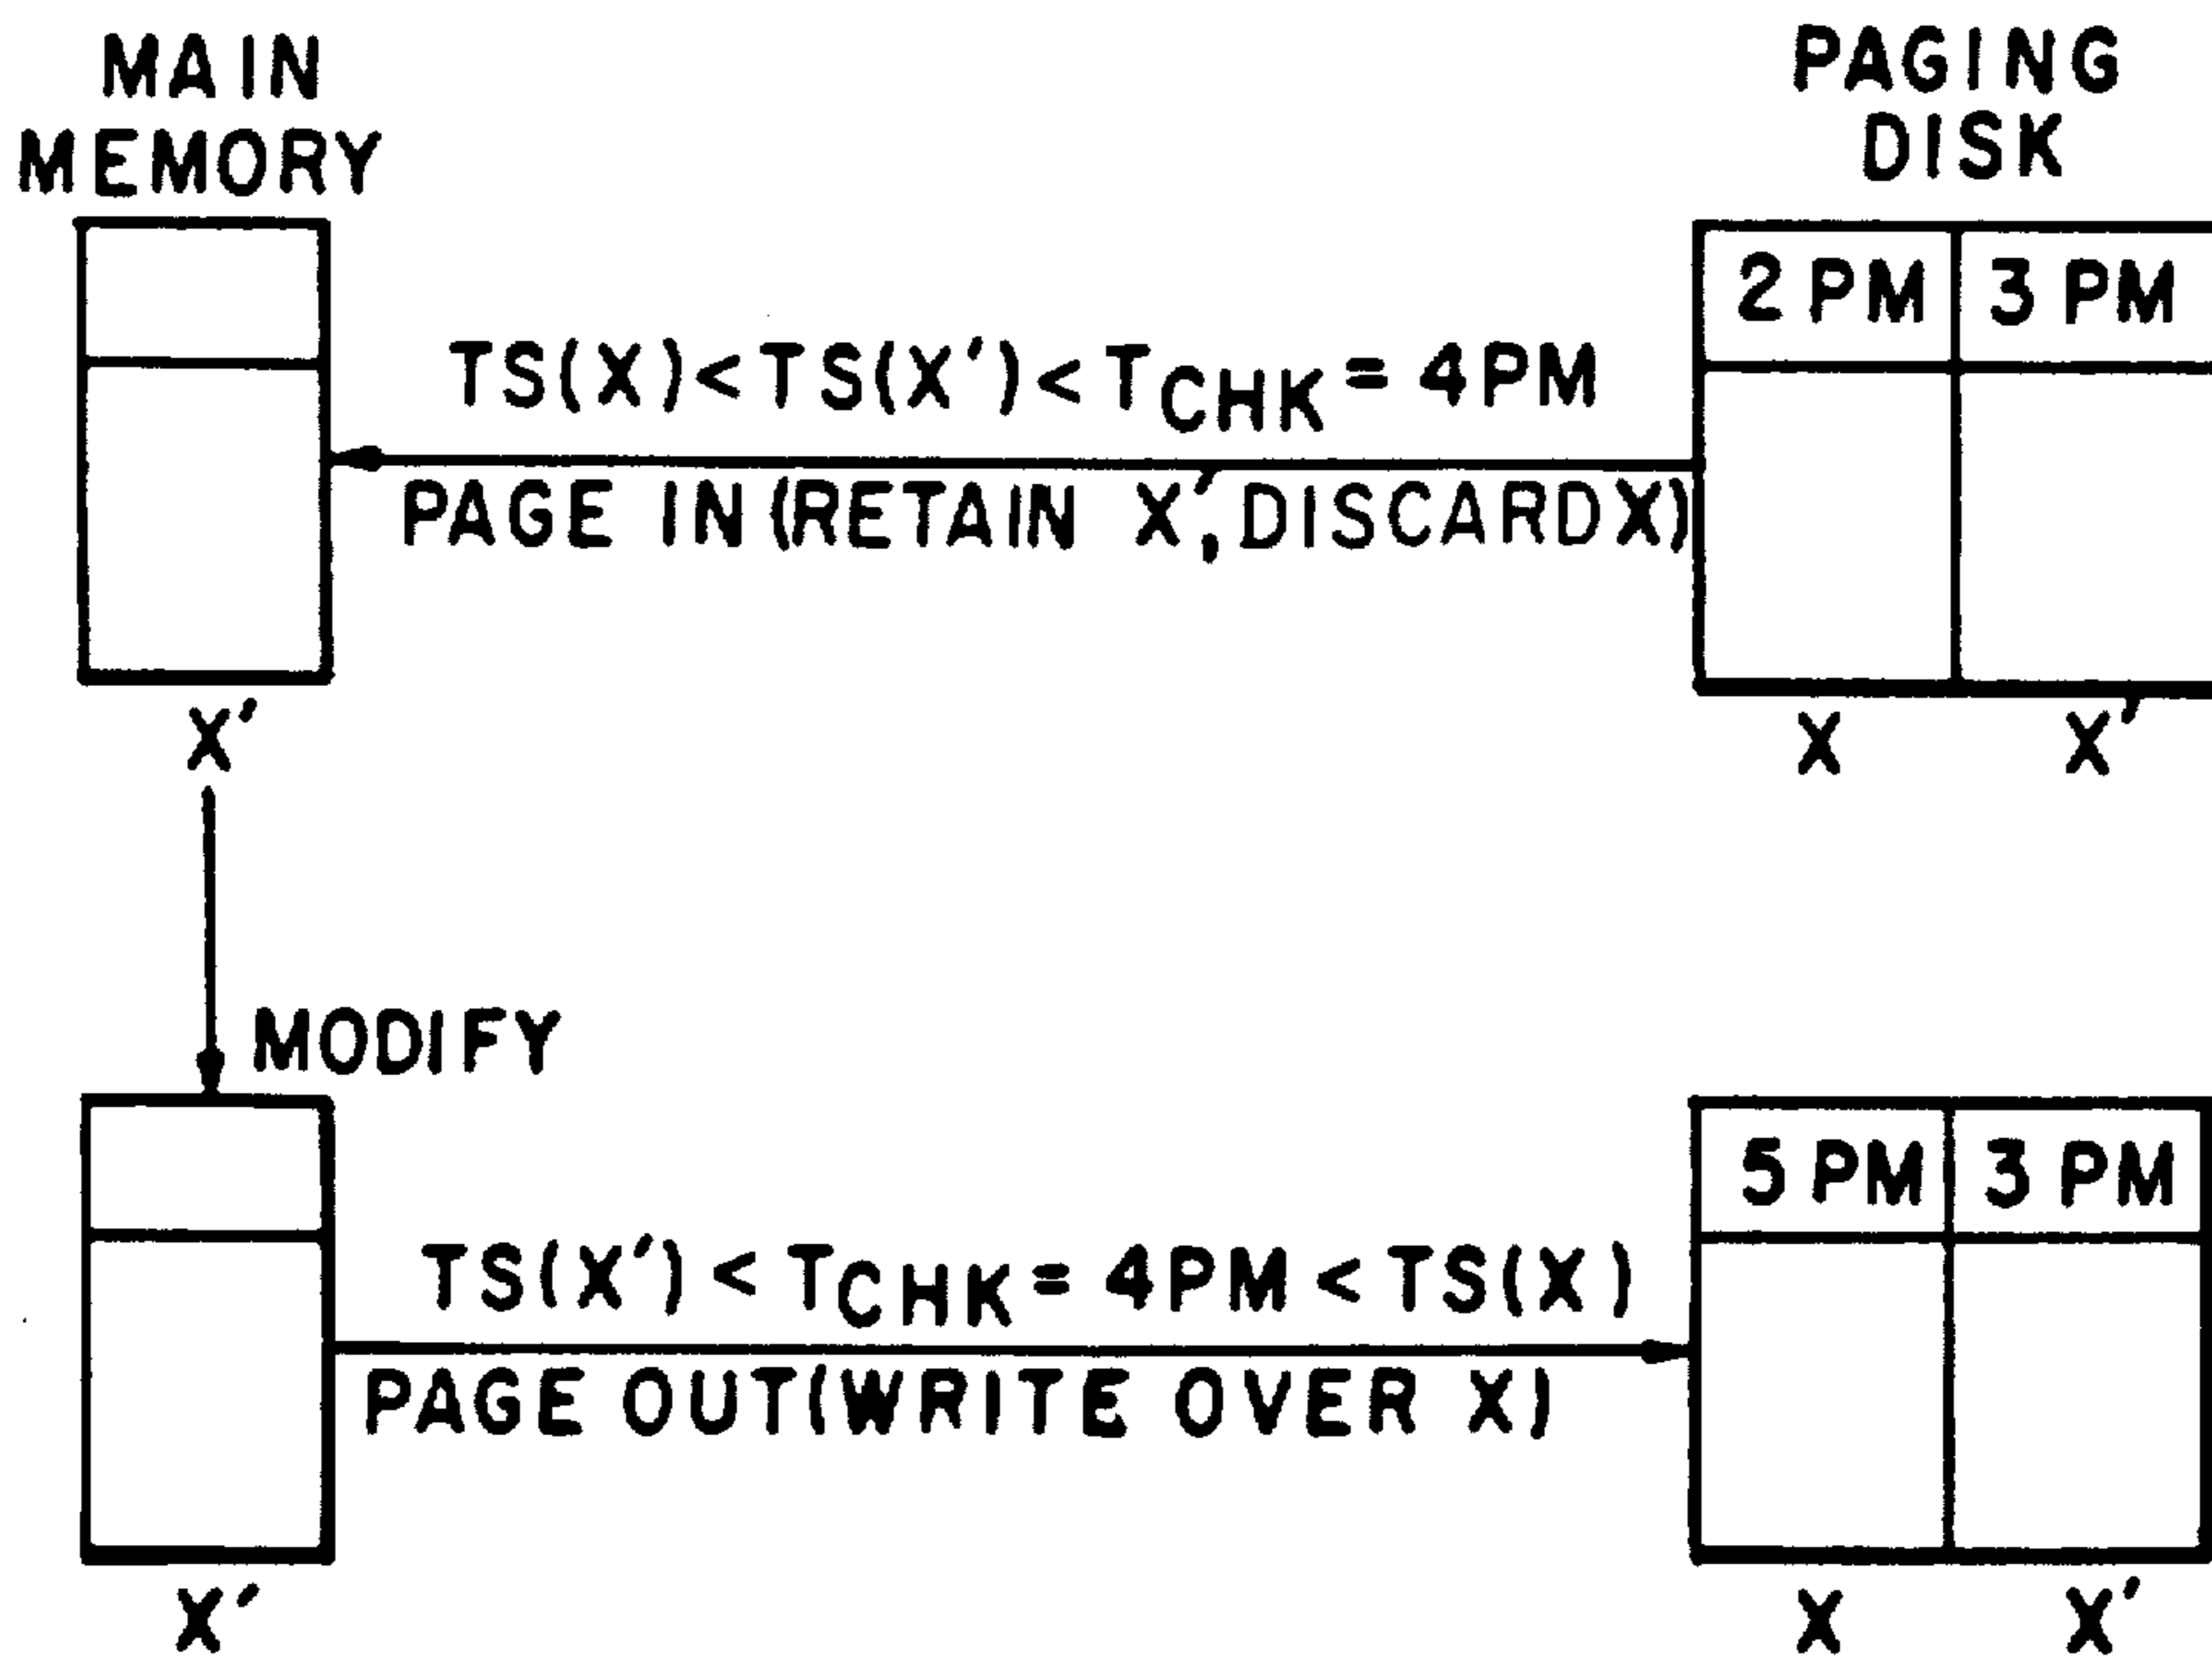 MAIN
MEMORY
PAGING
DISK
2 PM 3 PM
TS(X)<TS(X′)<TCHK=4PM
PAGE IN(RETAIN X′,DISCARDX)
X′
X X′
MODIFY
5 PM 3 PM
TS(X′)<TCHK=4PM<TS(X)
PAGE OUT(WRITE OVER X)
X′
X X′